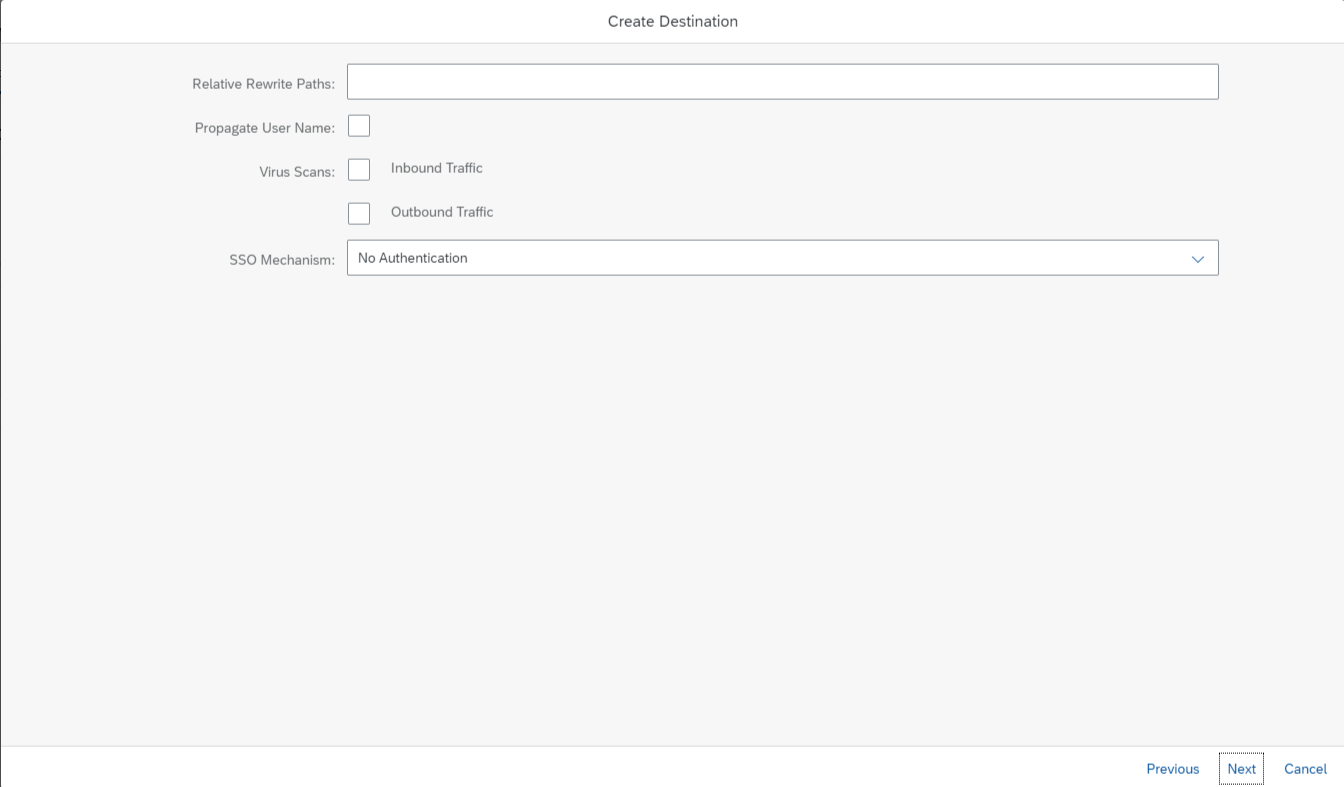 Create Destination
Relative Rewrite Paths:
Propagate User Name:
Virus Scans: Inbound Traffic
Outbound Traffic
SSO Mechanism: No Authentication
Previous Next Cancel